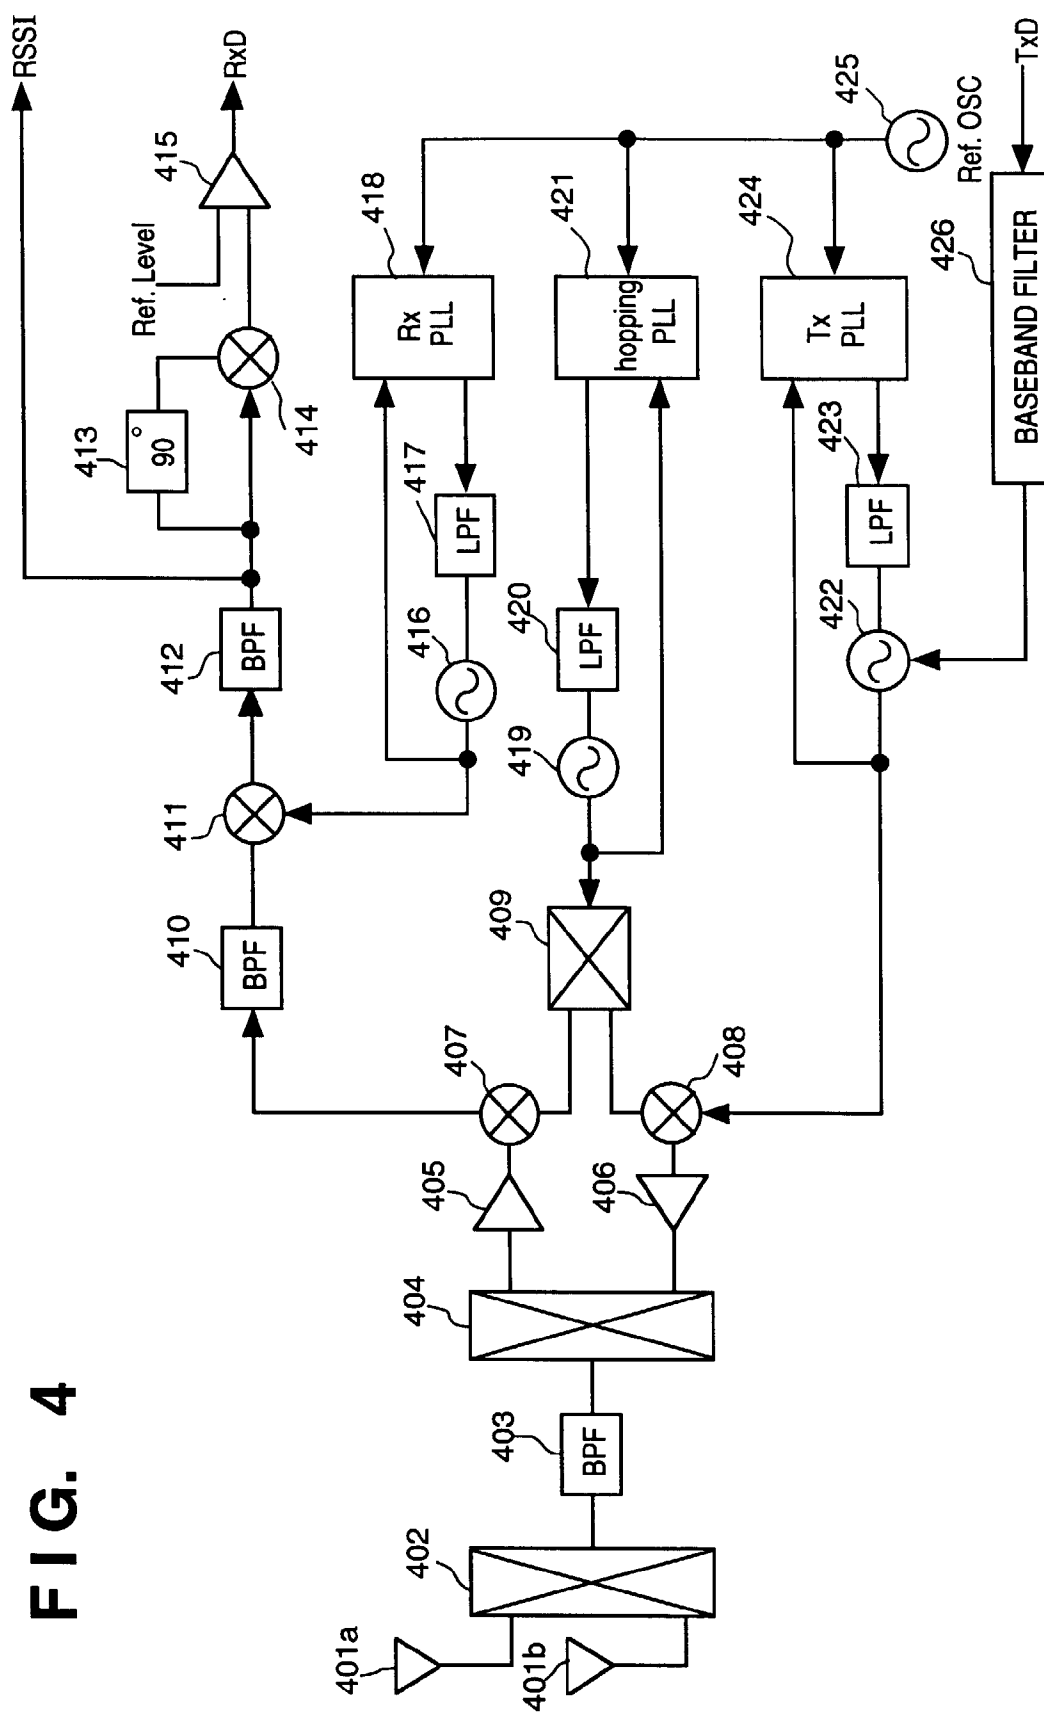 FIG. 4
RSSI
RxD
415
Ref. Level
413
90°
414
412
BPF
411
410
BPF
418
Rx
PLL
417
LPF
416
421
hopping
PLL
420
LPF
419
409
425
Ref. OSC
424
Tx
PLL
423
LPF
422
TxD
426
BASEBAND FILTER
407
408
405
406
404
403
BPF
402
401a
401b